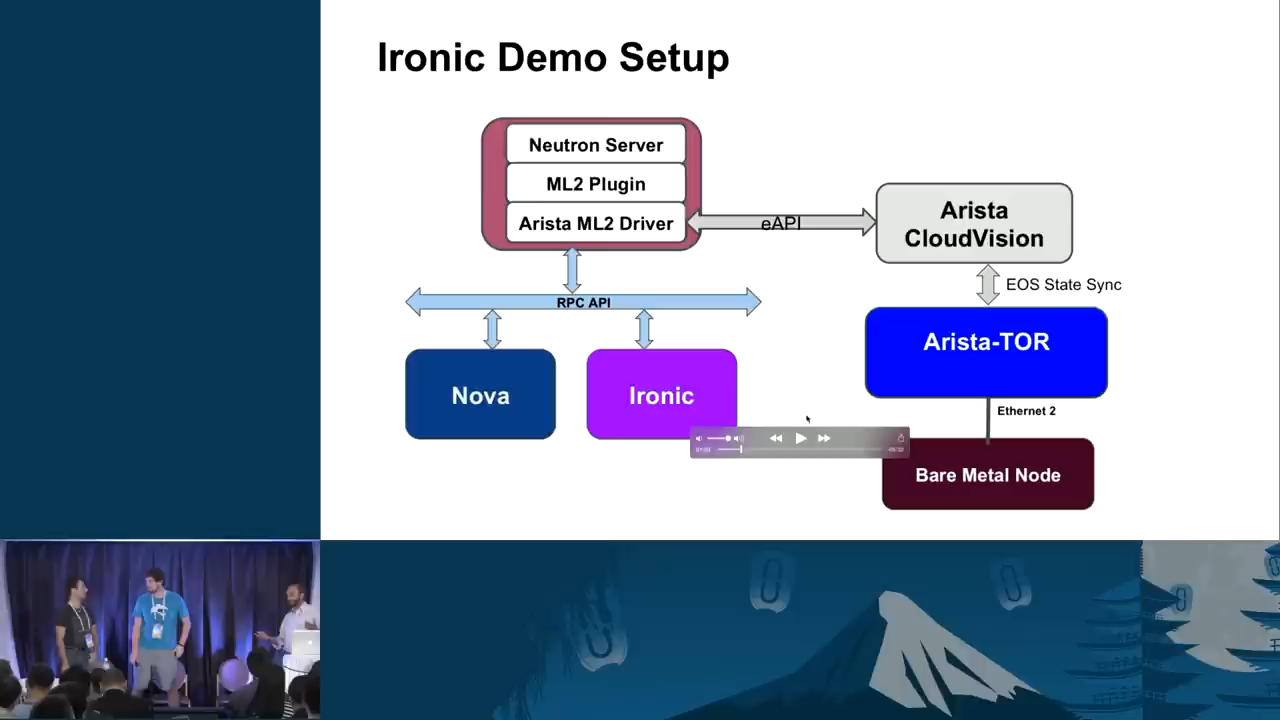 Ironic Demo Setup
Neutron Server
ML2 Plugin
Arista ML2 Driver
eAPI
Arista
CloudVision
EOS State Sync
RPC API
Arista-TOR
Nova
Ironic
Ethernet 2
Bare Metal Node